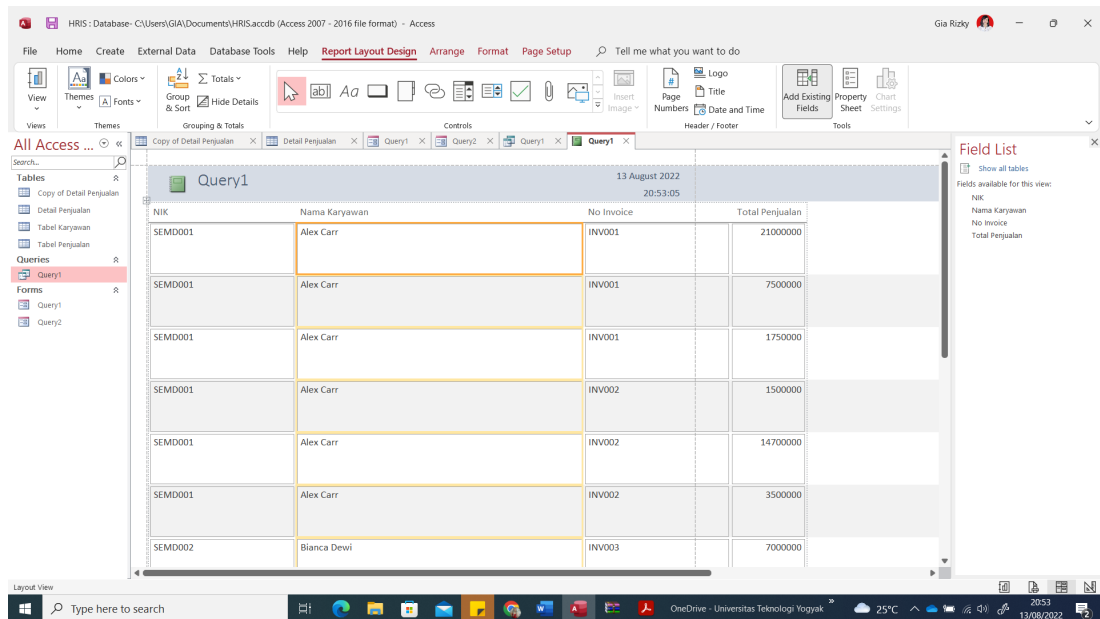 HRIS : Database- C:\Users\GIA\Documents\HRIS.accdb (Access 2007 - 2016 file format) - Access
Gia Rizky
File Home Create External Data Database Tools Help Report Layout Design Arrange Format Page Setup Tell me what you want to do
View
Views
Themes
Colors
Fonts
Themes
Group & Sort
Totals
Hide Details
Grouping & Totals
ab Aa
Controls
Insert Image
Page Numbers
Logo
Title
Date and Time
Header / Footer
Add Existing Fields
Property Sheet
Chart Settings
Tools
All Access ...
Search...
Tables
Copy of Detail Penjualan
Detail Penjualan
Tabel Karyawan
Tabel Penjualan
Queries
Query1
Forms
Query1
Query2
Copy of Detail Penjualan Detail Penjualan Query1 Query2 Query1 Query1
Query1
13 August 2022
20:53:05
NIK Nama Karyawan No Invoice Total Penjualan
SEMD001 Alex Carr INV001 21000000
SEMD001 Alex Carr INV001 7500000
SEMD001 Alex Carr INV001 1750000
SEMD001 Alex Carr INV002 1500000
SEMD001 Alex Carr INV002 14700000
SEMD001 Alex Carr INV002 3500000
SEMD002 Bianca Dewi INV003 7000000
Field List
Show all tables
Fields available for this view:
NIK
Nama Karyawan
No Invoice
Total Penjualan
Layout View
Type here to search
OneDrive - Universitas Teknologi Yogyak
25°C
20:53
13/08/2022
2